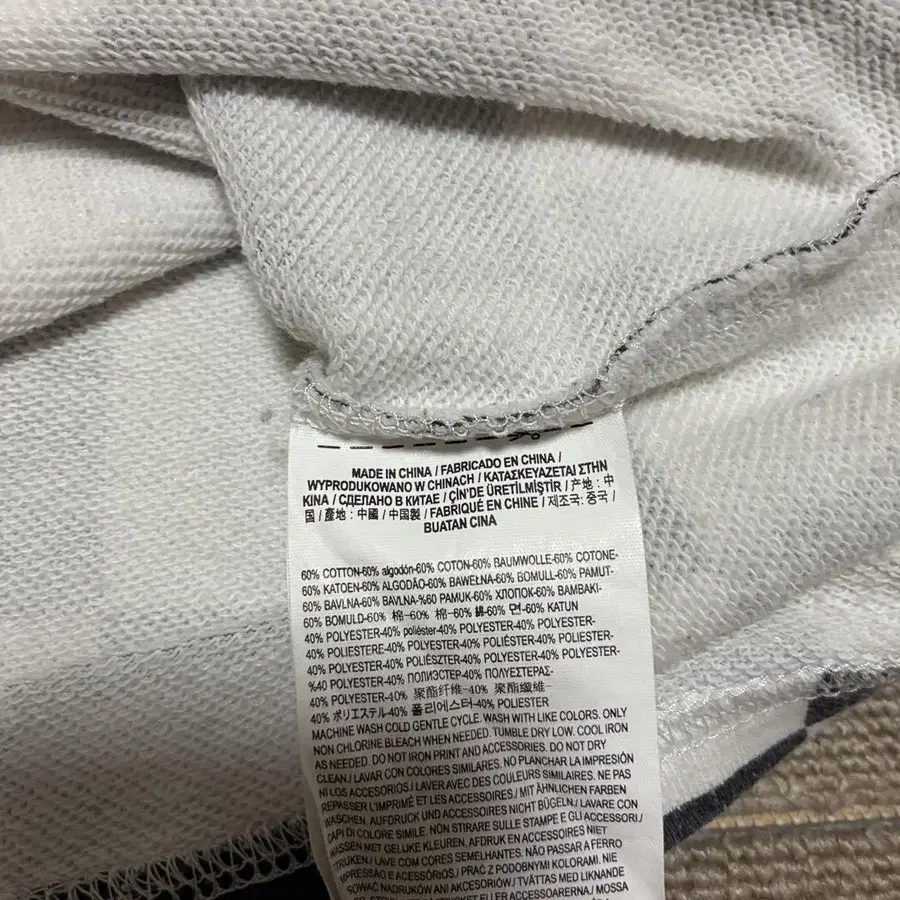 MADE IN CHINA / FABRICADO EN CHINA /
WYPRODUKOWANO W CHINACH / ΚΑΤΑΣΚΕΥΑΖΕΤΑΙ ΣΤΗΝ
ΚΙΝΑ / СДЕЛАНО В КИТАЕ / ÇİN'DE ÜRETİLMİŞTİR / 产地：中
国 / 產地：中國 / 中国製 / FABRIQUÉ EN CHINE / 제조국: 중국 /
BUATAN CINA
60% COTTON-60% algodón-60% COTON-60% BAUMWOLLE-60% COTONE-
60% KATOEN-60% ALGODÃO-60% BAWEŁNA-60% BOMULL-60% PAMUT-
60% BAVLNA-60% BAVLNA-%60 PAMUK-60% ХЛОПОК-60% BAMBAKI-
60% BOMULD-60% 棉-60% 棉-60% 綿-60% 면-60% KATUN
40% POLYESTER-40% poliéster-40% POLYESTER-40% POLYESTER-
40% POLIESTERE-40% POLYESTER-40% POLIÉSTER-40% POLIESTER-
40% POLYESTER-40% POLIÉSZTER-40% POLYESTER-40% POLYESTER-
%40 POLYESTER-40% ПОЛИЭСТЕР-40% ΠΟΛΥΕΣΤΕΡΑΣ-
40% POLYESTER-40% 聚酯纤维-40% 聚酯纖維-
40% ポリエステル-40% 폴리에스터-40% POLIESTER
MACHINE WASH COLD GENTLE CYCLE. WASH WITH LIKE COLORS. ONLY
NON CHLORINE BLEACH WHEN NEEDED. TUMBLE DRY LOW. COOL IRON
AS NEEDED. DO NOT IRON PRINT AND ACCESSORIES. DO NOT DRY
CLEAN./ LAVAR CON COLORES SIMILARES. NO PLANCHAR LA IMPRESIÓN
NI LOS ACCESORIOS./ LAVER AVEC DES COULEURS SIMILAIRES. NE PAS
REPASSER L'IMPRIMÉ ET LES ACCESSOIRES./ MIT ÄHNLICHEN FARBEN
WASCHEN. AUFDRUCK UND ACCESSOIRES NICHT BÜGELN./ LAVARE CON
CAPI DI COLORE SIMILE. NON STIRARE SULLE STAMPE E GLI ACCESSORI./
WASSEN MET GELIJKE KLEUREN. AFDRUK EN ACCESSOIRES NIET
STRIJKEN./ LAVE COM CORES SEMELHANTES. NÃO PASSAR A FERRO
IMPRESSÃO E ACESSÓRIOS./ PRAĆ Z PODOBNYMI KOLORAMI. NIE
PRASOWAĆ NADRUKÓW ANI AKCESORIÓW./ TVÄTTAS MED LIKNANDE
ELLER ACCESSOARERNA./ MOSSA